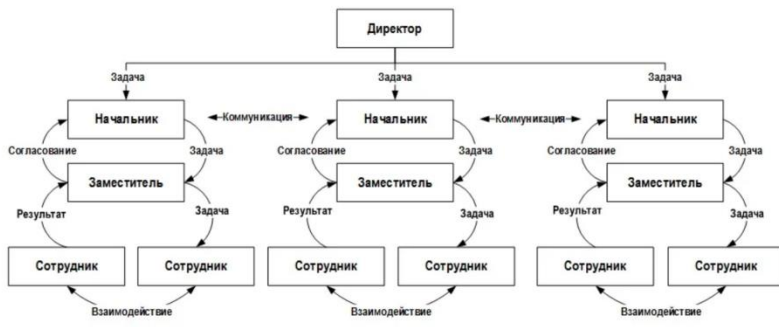 Директор
Задача Задача Задача
Начальник Коммуникация Начальник Коммуникация Начальник
Согласование Задача Согласование Задача Согласование Задача
Заместитель Заместитель Заместитель
Результат Задача Результат Задача Результат Задача
Сотрудник Сотрудник Сотрудник Сотрудник Сотрудник Сотрудник
Взаимодействие Взаимодействие Взаимодействие